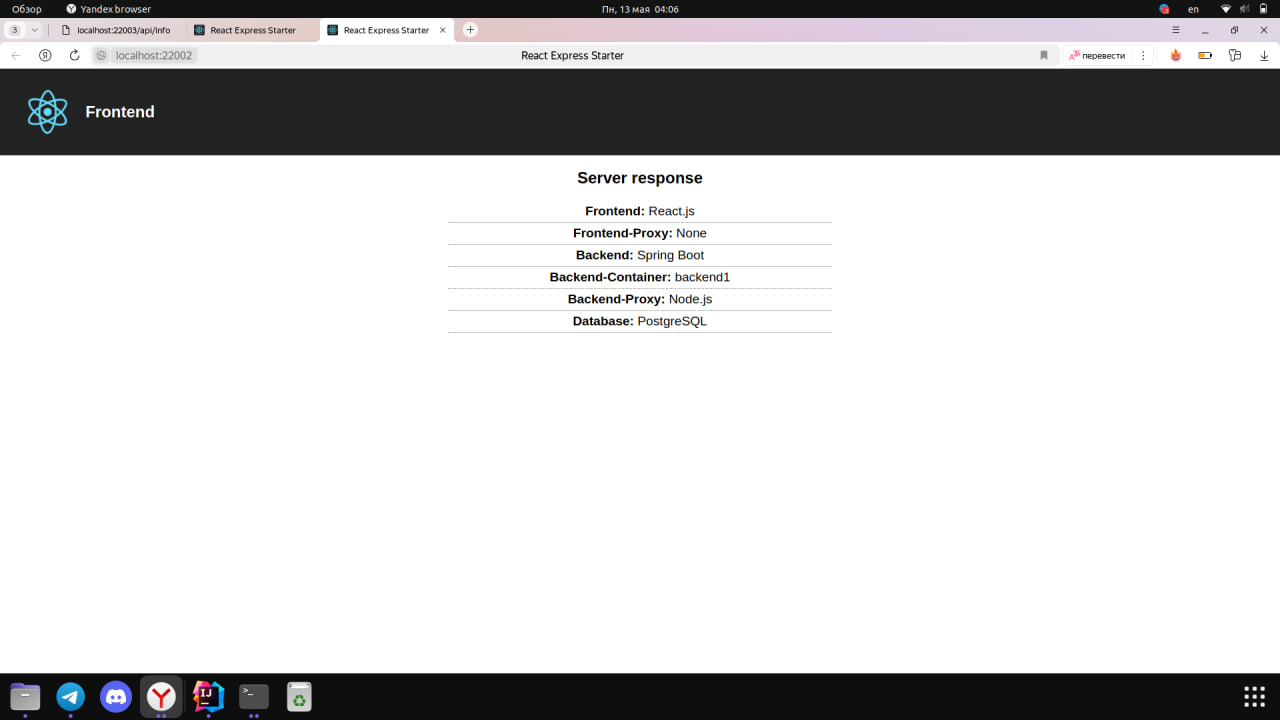 Обзор Yandex browser Пн, 13 мая 04:06 en
3 localhost:22003/api/info React Express Starter React Express Starter
Я localhost:22002 React Express Starter перевести
Frontend
Server response
Frontend: React.js
Frontend-Proxy: None
Backend: Spring Boot
Backend-Container: backend1
Backend-Proxy: Node.js
Database: PostgreSQL
IJ